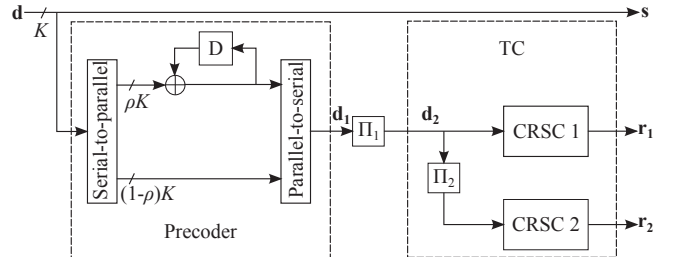 d
K
s
D
TC
Serial-to-parallel
ρK
(1-ρ)K
Parallel-to-serial
d₁
Π₁
d₂
Π₂
CRSC 1
r₁
CRSC 2
r₂
Precoder